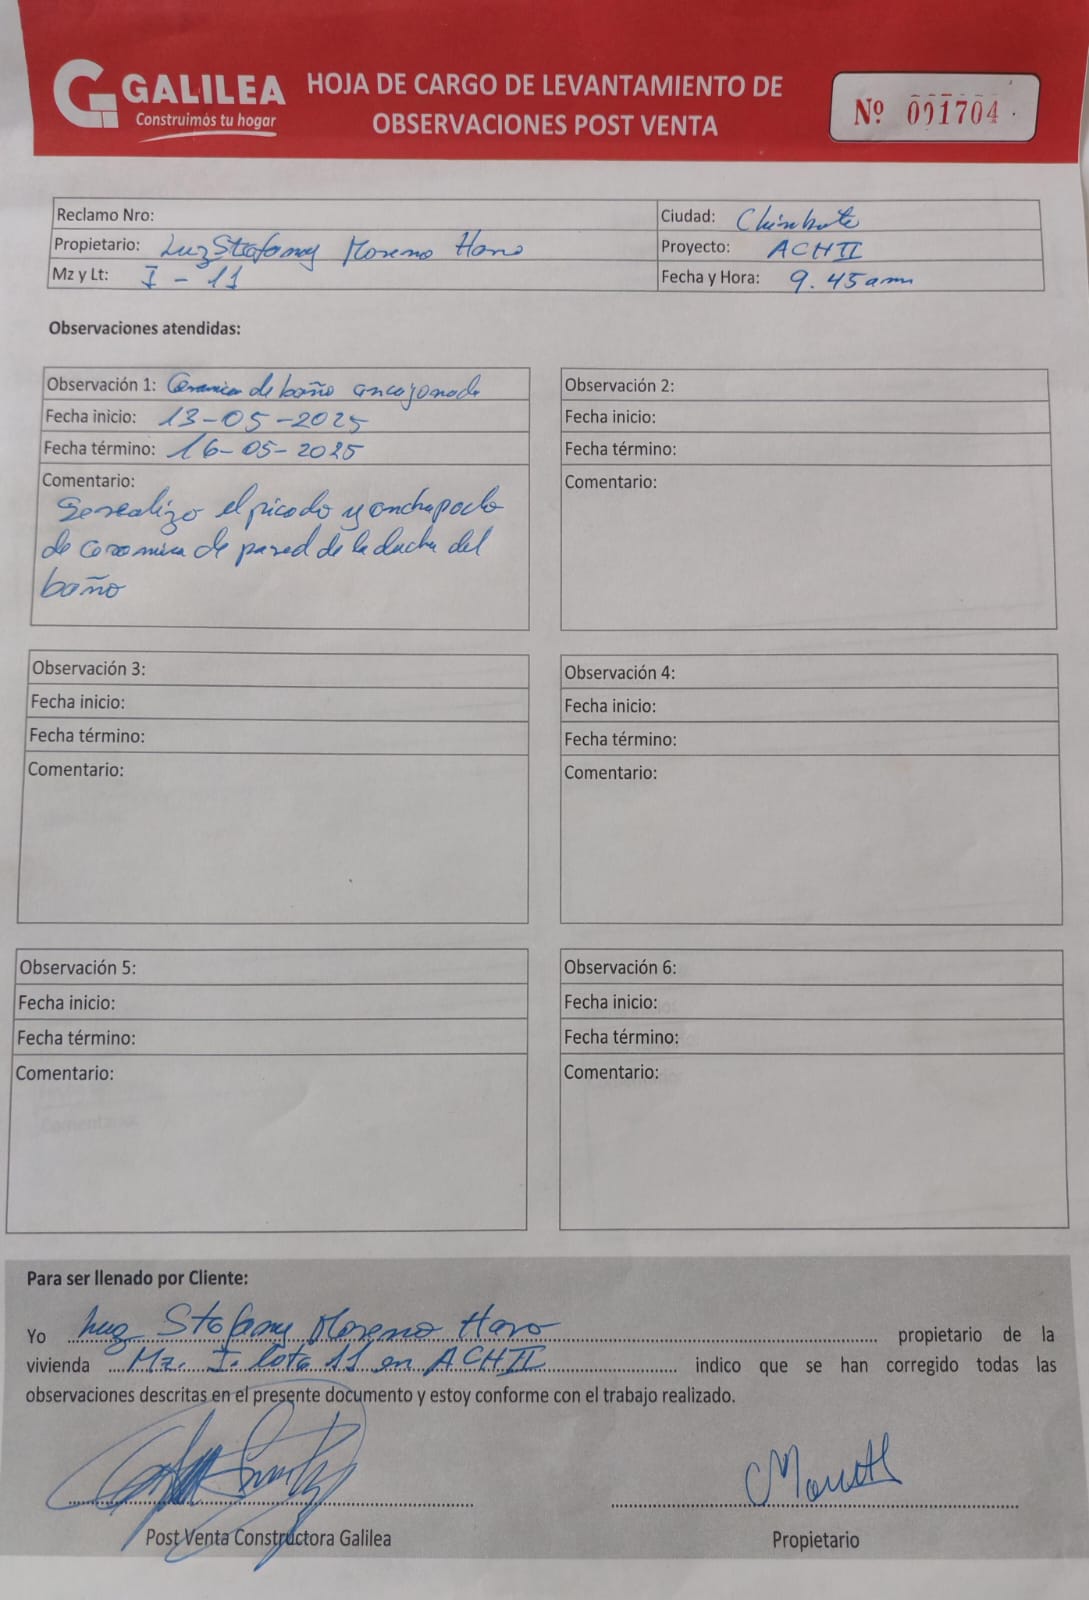 GALILEA
Construimos tu hogar
HOJA DE CARGO DE LEVANTAMIENTO DE
OBSERVACIONES POST VENTA
Nº 001704
Reclamo Nro:
Ciudad: Chimbote
Propietario: Luz Stefany Moreno Haro
Proyecto: ACH II
Mz y Lt: I - 11
Fecha y Hora: 9.45 am
Observaciones atendidas:
Observación 1: Ceramica de baño encajonada
Fecha inicio: 13-05-2025
Fecha término: 16-05-2025
Comentario:
Se realizo el picado y enchapado
de ceramica de pared de la ducha del
baño
Observación 2:
Fecha inicio:
Fecha término:
Comentario:
Observación 3:
Fecha inicio:
Fecha término:
Comentario:
Observación 4:
Fecha inicio:
Fecha término:
Comentario:
Observación 5:
Fecha inicio:
Fecha término:
Comentario:
Observación 6:
Fecha inicio:
Fecha término:
Comentario:
Para ser llenado por Cliente:
Yo Luz Stefany Moreno Haro propietario de la
vivienda Mz. I. lote 11 en ACH II indico que se han corregido todas las
observaciones descritas en el presente documento y estoy conforme con el trabajo realizado.
Post Venta Constructora Galilea
Propietario